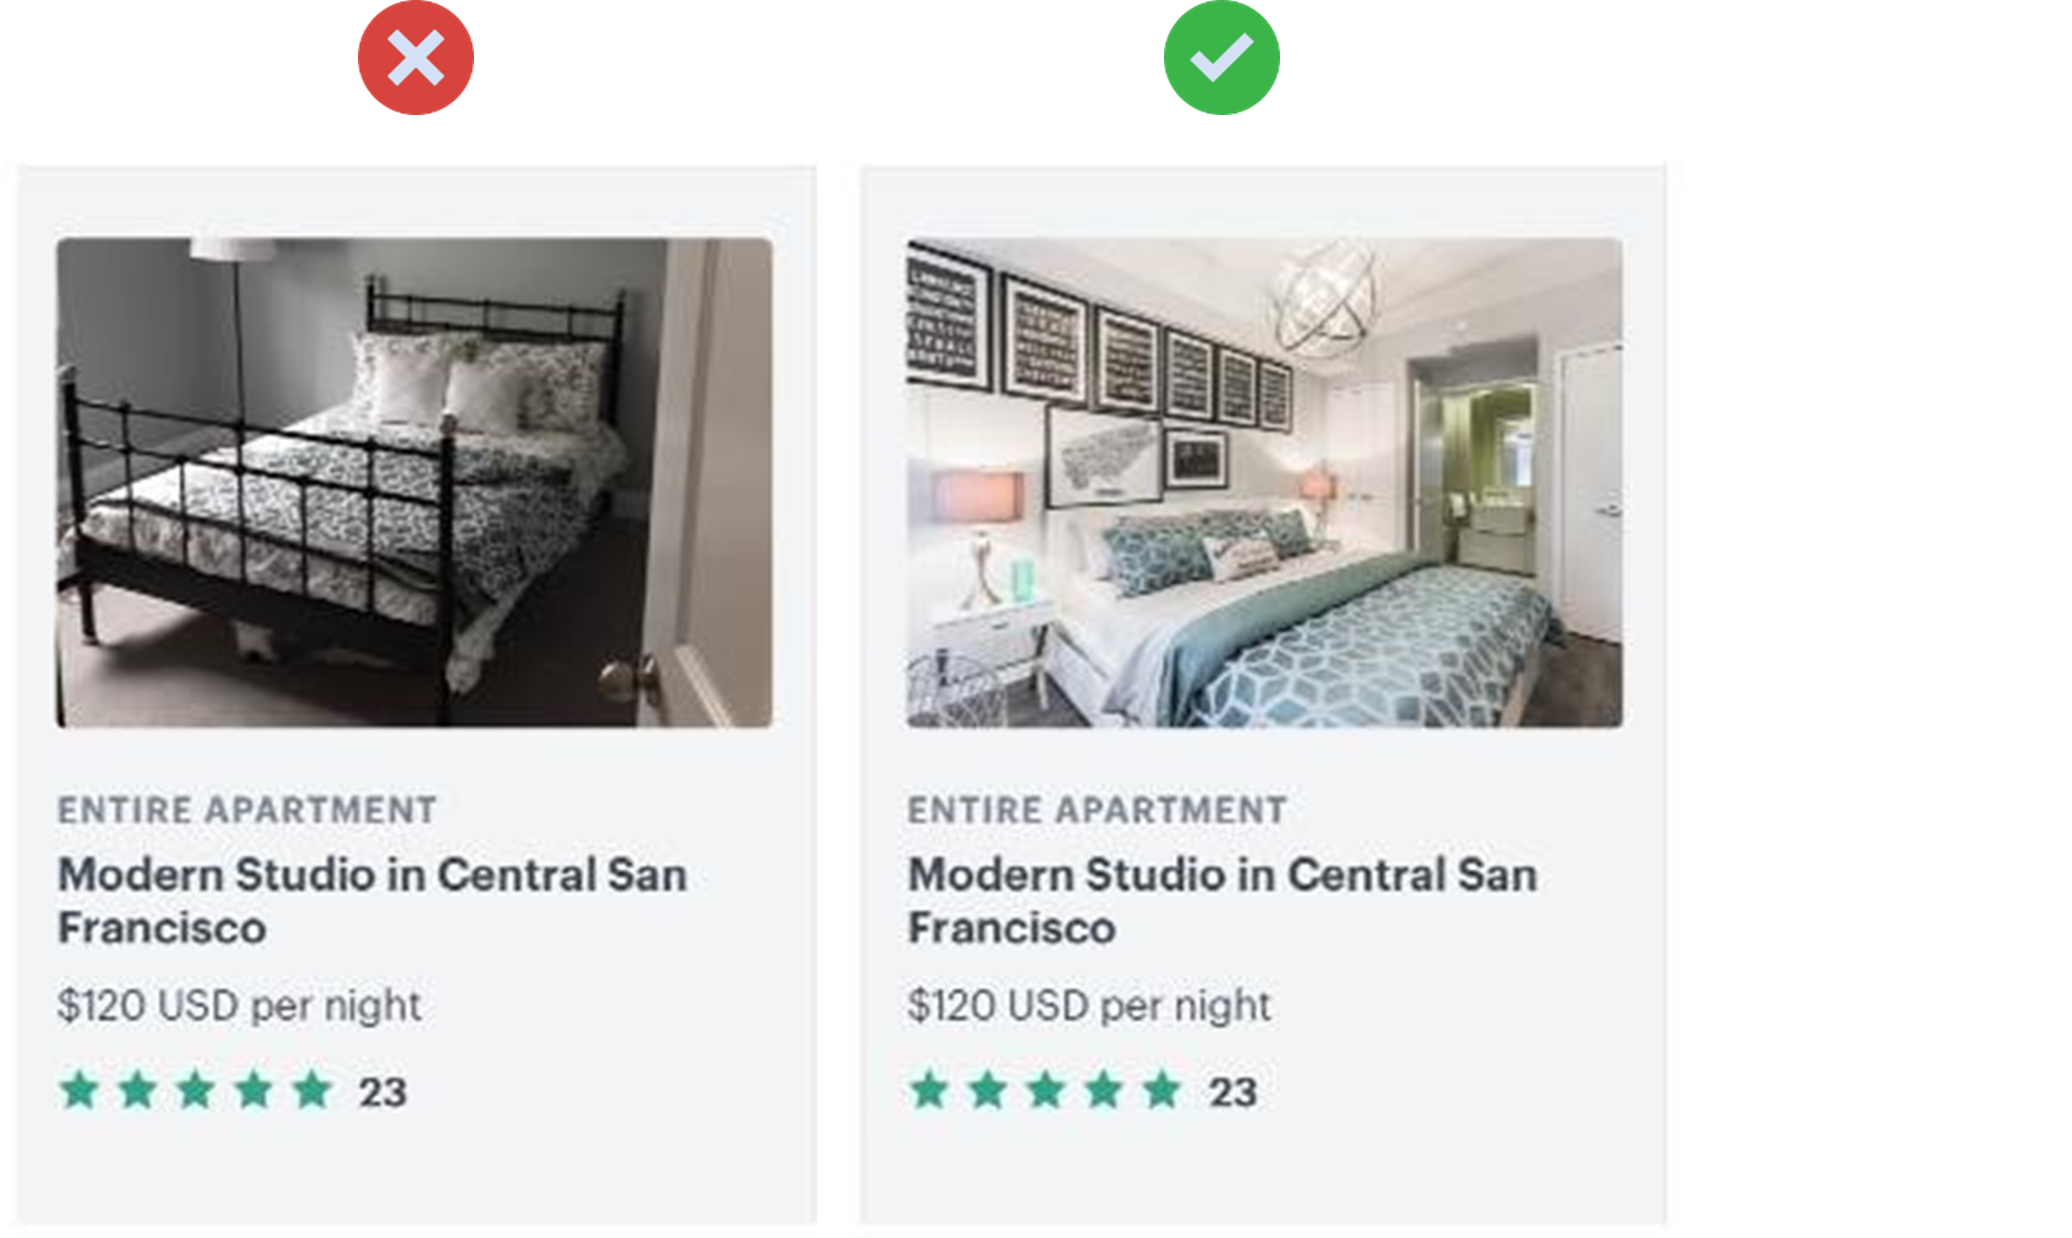 ENTIRE APARTMENT
Modern Studio in Central San
Francisco
$120 USD per night
23
ENTIRE APARTMENT
Modern Studio in Central San
Francisco
$120 USD per night
23